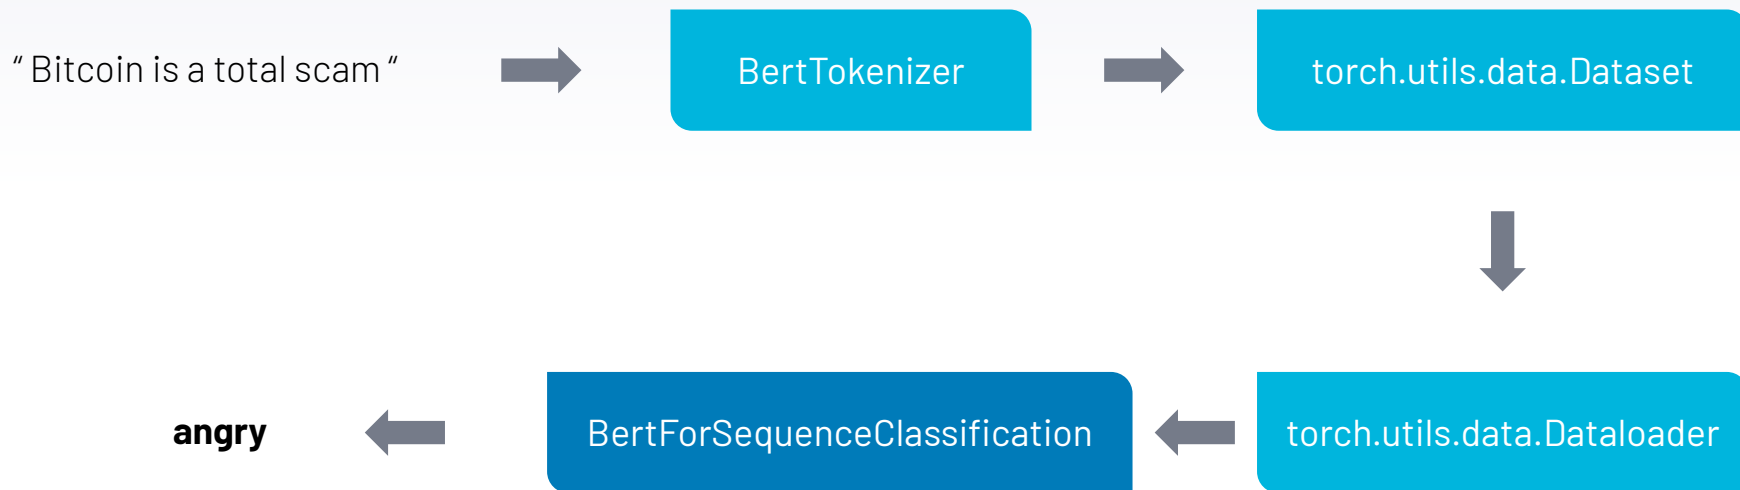 “ Bitcoin is a total scam “
BertTokenizer
torch.utils.data.Dataset
angry
BertForSequenceClassification
torch.utils.data.Dataloader